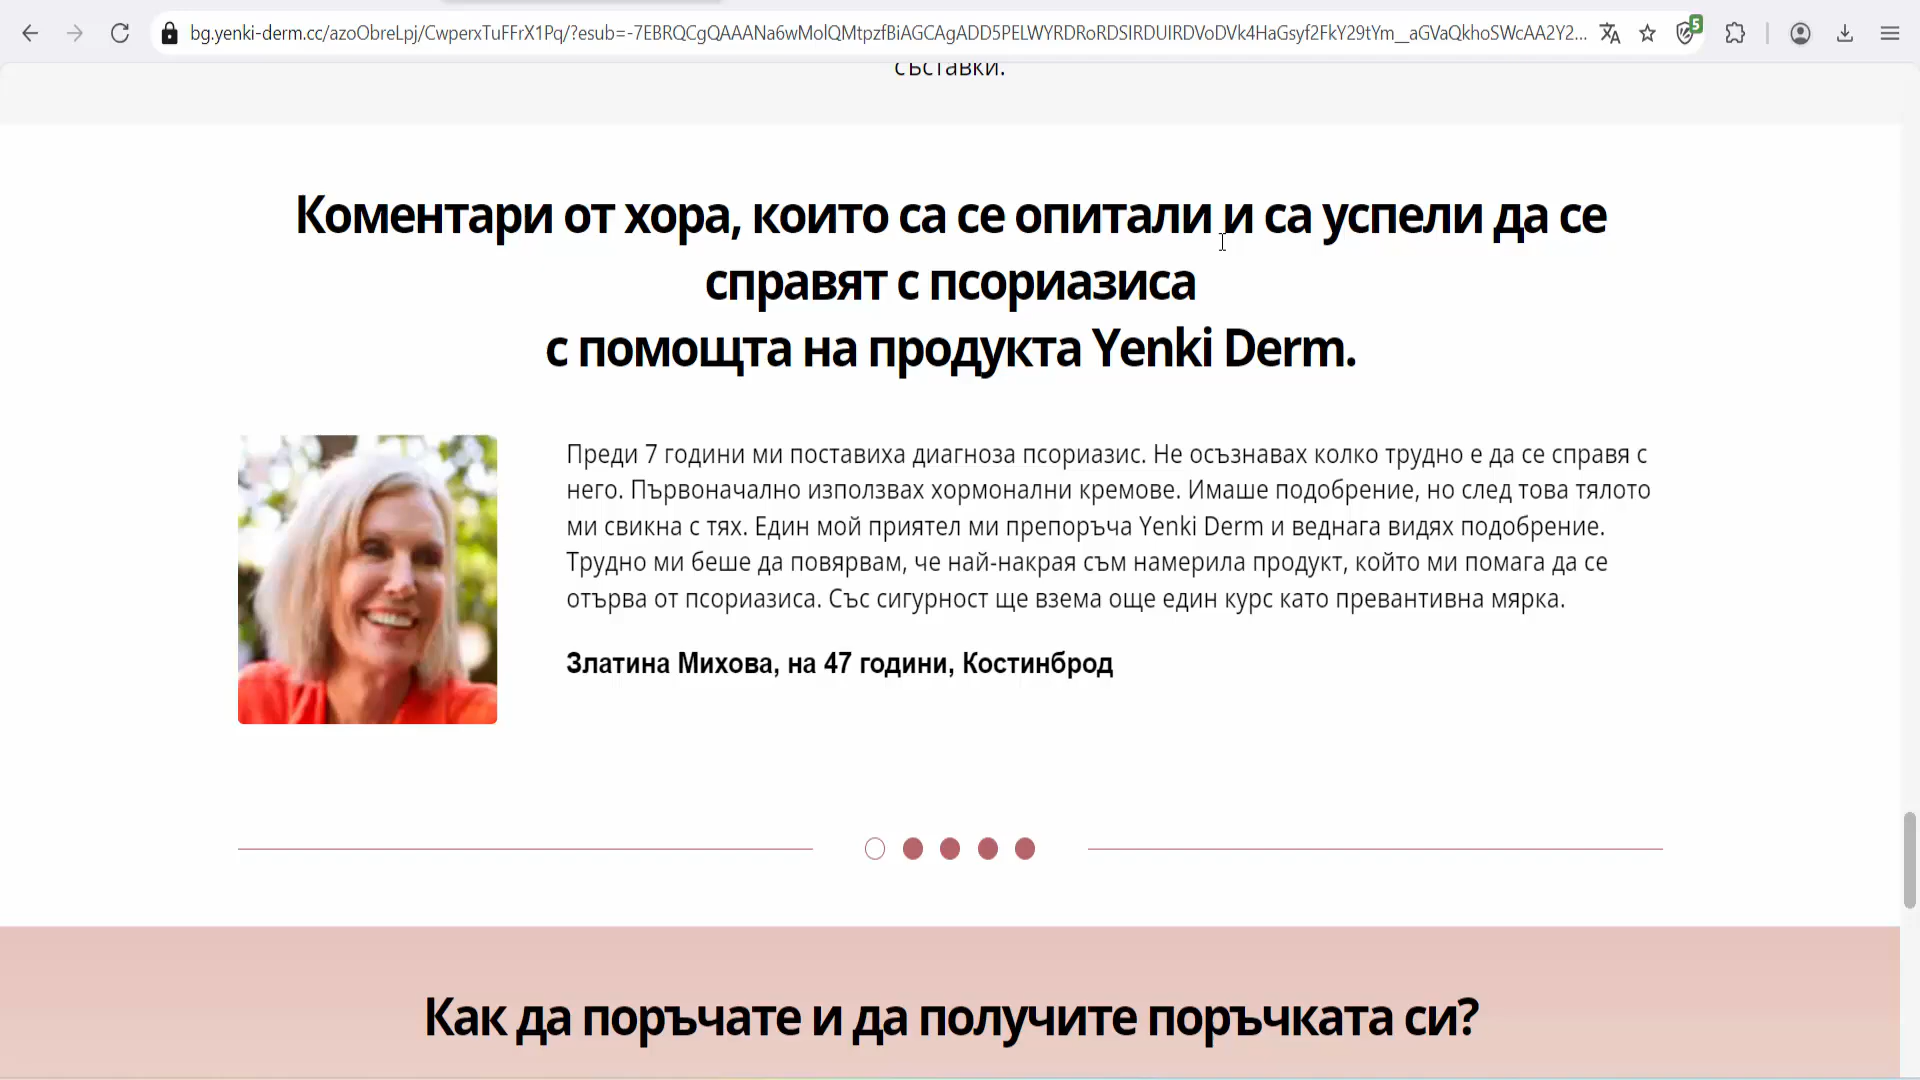 bg.yenki-derm.cc/azoObreLpj/CwperxTuFFrX1Pq/?esub=-7EBRQCgQAAANa6wMolQMtpzfBiAGCAgADD5PELWYRDRoRDSIRDUIRDVoDVk4HaGsyf2FkY29tYm__aGVaQkhoSWcAA2Y2...
5
съставки.
Коментари от хора, които са се опитали и са успели да се
справят с псориазиса
с помощта на продукта Yenki Derm.
Преди 7 години ми поставиха диагноза псориазис. Не осъзнавах колко трудно е да се справя с
него. Първоначално използвах хормонални кремове. Имаше подобрение, но след това тялото
ми свикна с тях. Един мой приятел ми препоръча Yenki Derm и веднага видях подобрение.
Трудно ми беше да повярвам, че най-накрая съм намерила продукт, който ми помага да се
отърва от псориазиса. Със сигурност ще взема още един курс като превантивна мярка.
Златина Михова, на 47 години, Костинброд
Как да поръчате и да получите поръчката си?